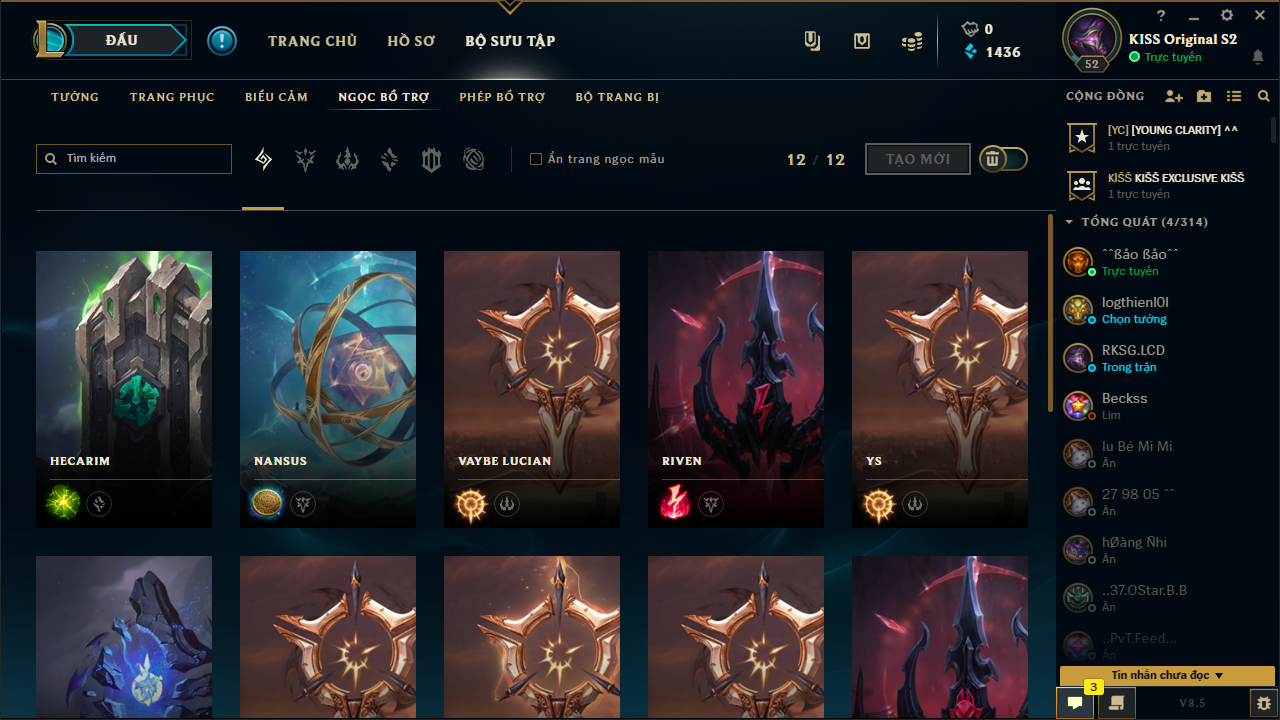 ĐẤU
!
TRANG CHỦ
HỒ SƠ
BỘ SƯU TẬP
0
1436
?
KISS Original S2
Trực tuyến
52
TƯỚNG
TRANG PHỤC
BIỂU CẢM
NGỌC BỔ TRỢ
PHÉP BỔ TRỢ
BỘ TRANG BỊ
Tìm kiếm
Ẩn trang ngọc mẫu
12 / 12
TẠO MỚI
HECARIM
NANSUS
VAYBE LUCIAN
RIVEN
YS
CỘNG ĐỒNG
[YC] [YOUNG CLARITY] ^^
1 trực tuyến
KISŠ KIŠŠ EXCLUSIVE KIŠŠ
1 trực tuyến
TỔNG QUÁT (4/314)
ˆˆßảo ßảoˆˆ
Trực tuyến
logthienl0l
Chọn tướng
RKSG.LCD
Trong trận
Beckss
Lim
Iu Bé Mi Mi
Ẩn
27 98 05 ˆˆ
Ẩn
hØàng Ñhi
Ẩn
..37.OStar.B.B
Ẩn
..PvT.Feed...
Ẩn
Tin nhắn chưa đọc
3
V8.5